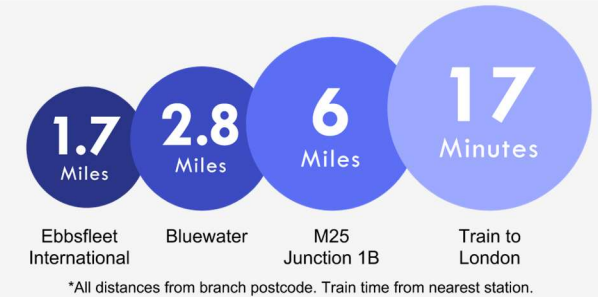 1.7
Miles
2.8
Miles
6
Miles
17
Minutes
Ebbsfleet
International
Bluewater
M25
Junction 1B
Train to
London
*All distances from branch postcode. Train time from nearest station.